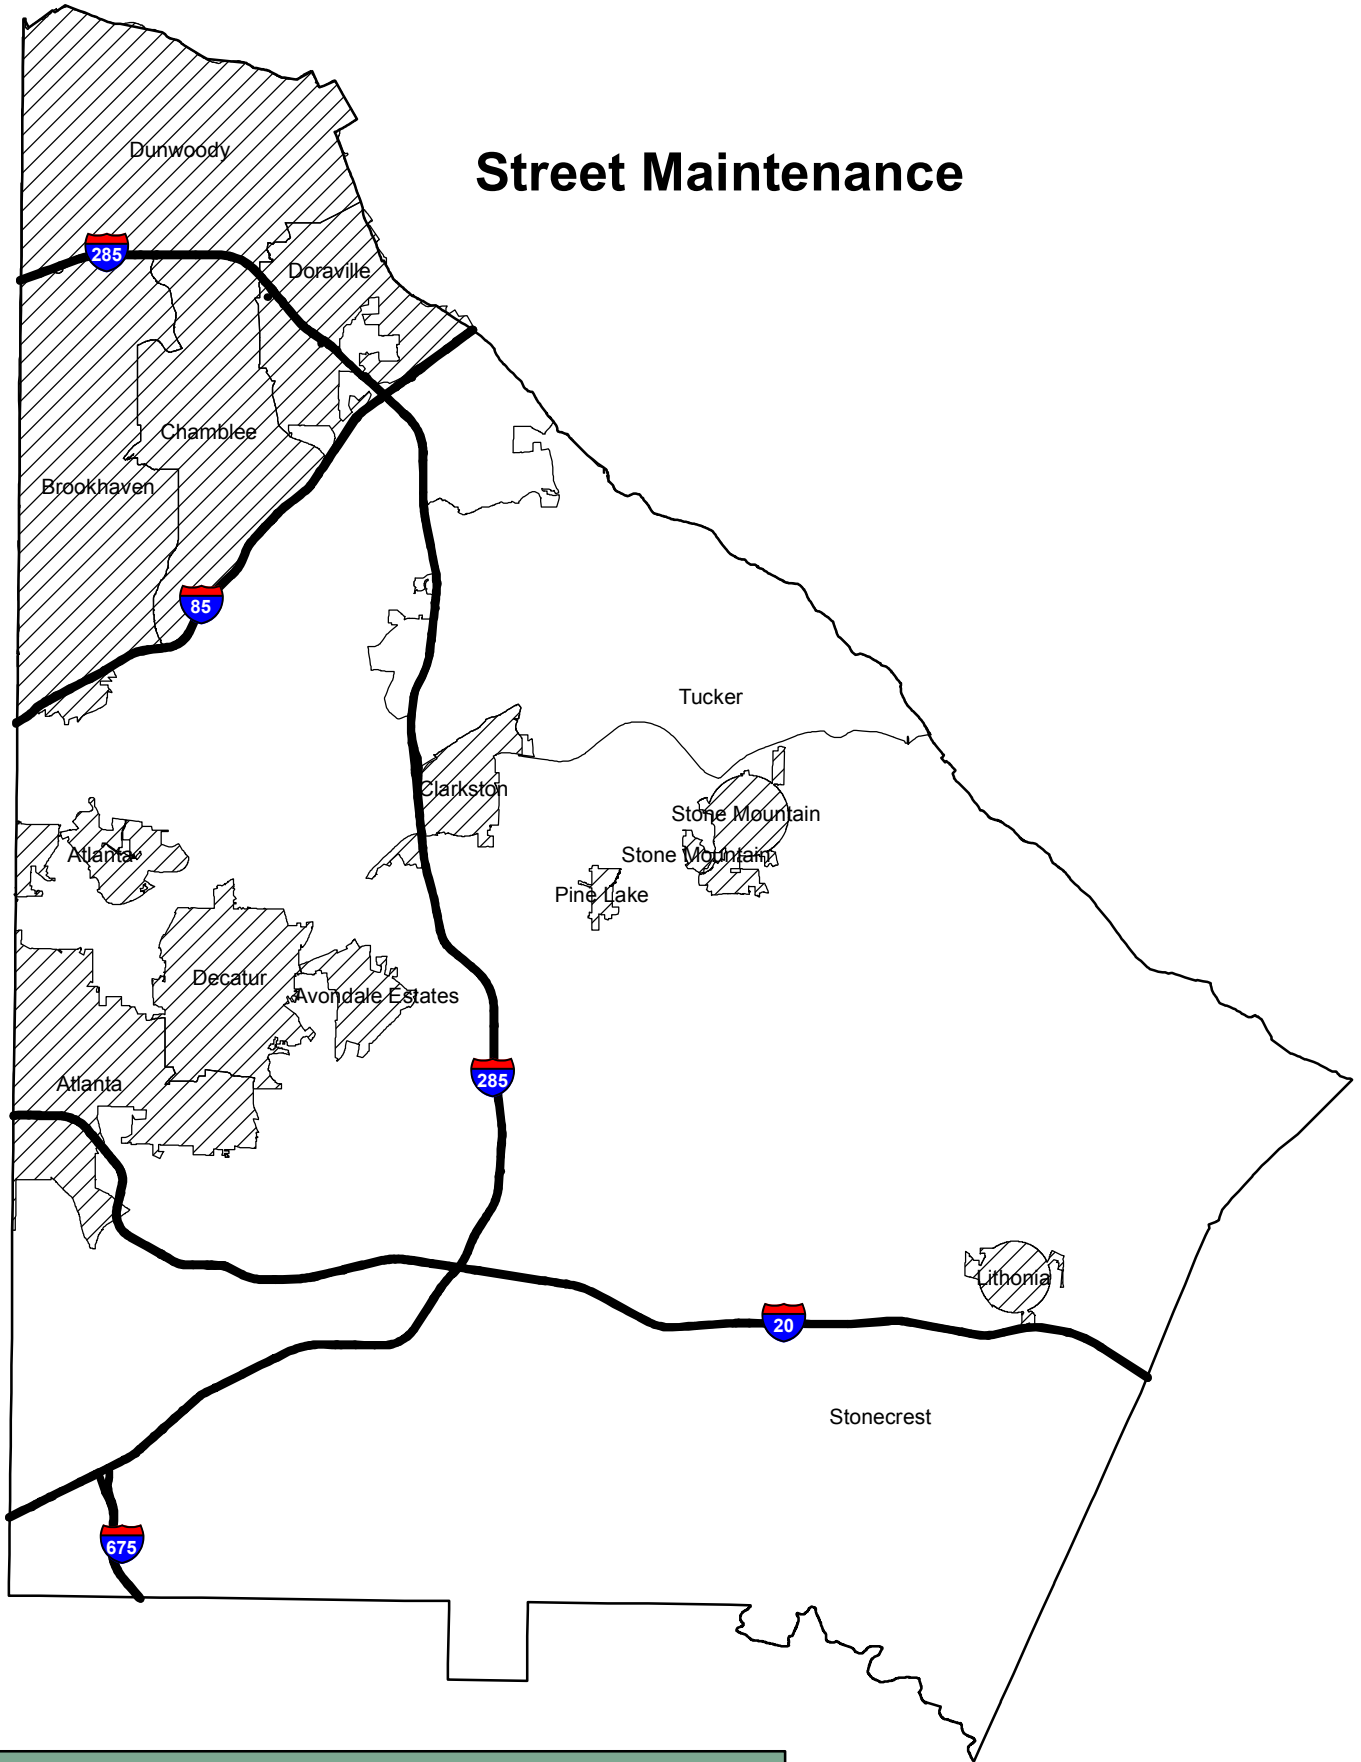 Dunwoody
Street Maintenance
285
Doraville
Chamblee
Brookhaven
85
Tucker
Clarkston
Stone Mountain
Atlanta
Stone Mountain
Pine Lake
Decatur
Avondale Estates
285
Atlanta
Lithonia
20
Stonecrest
675